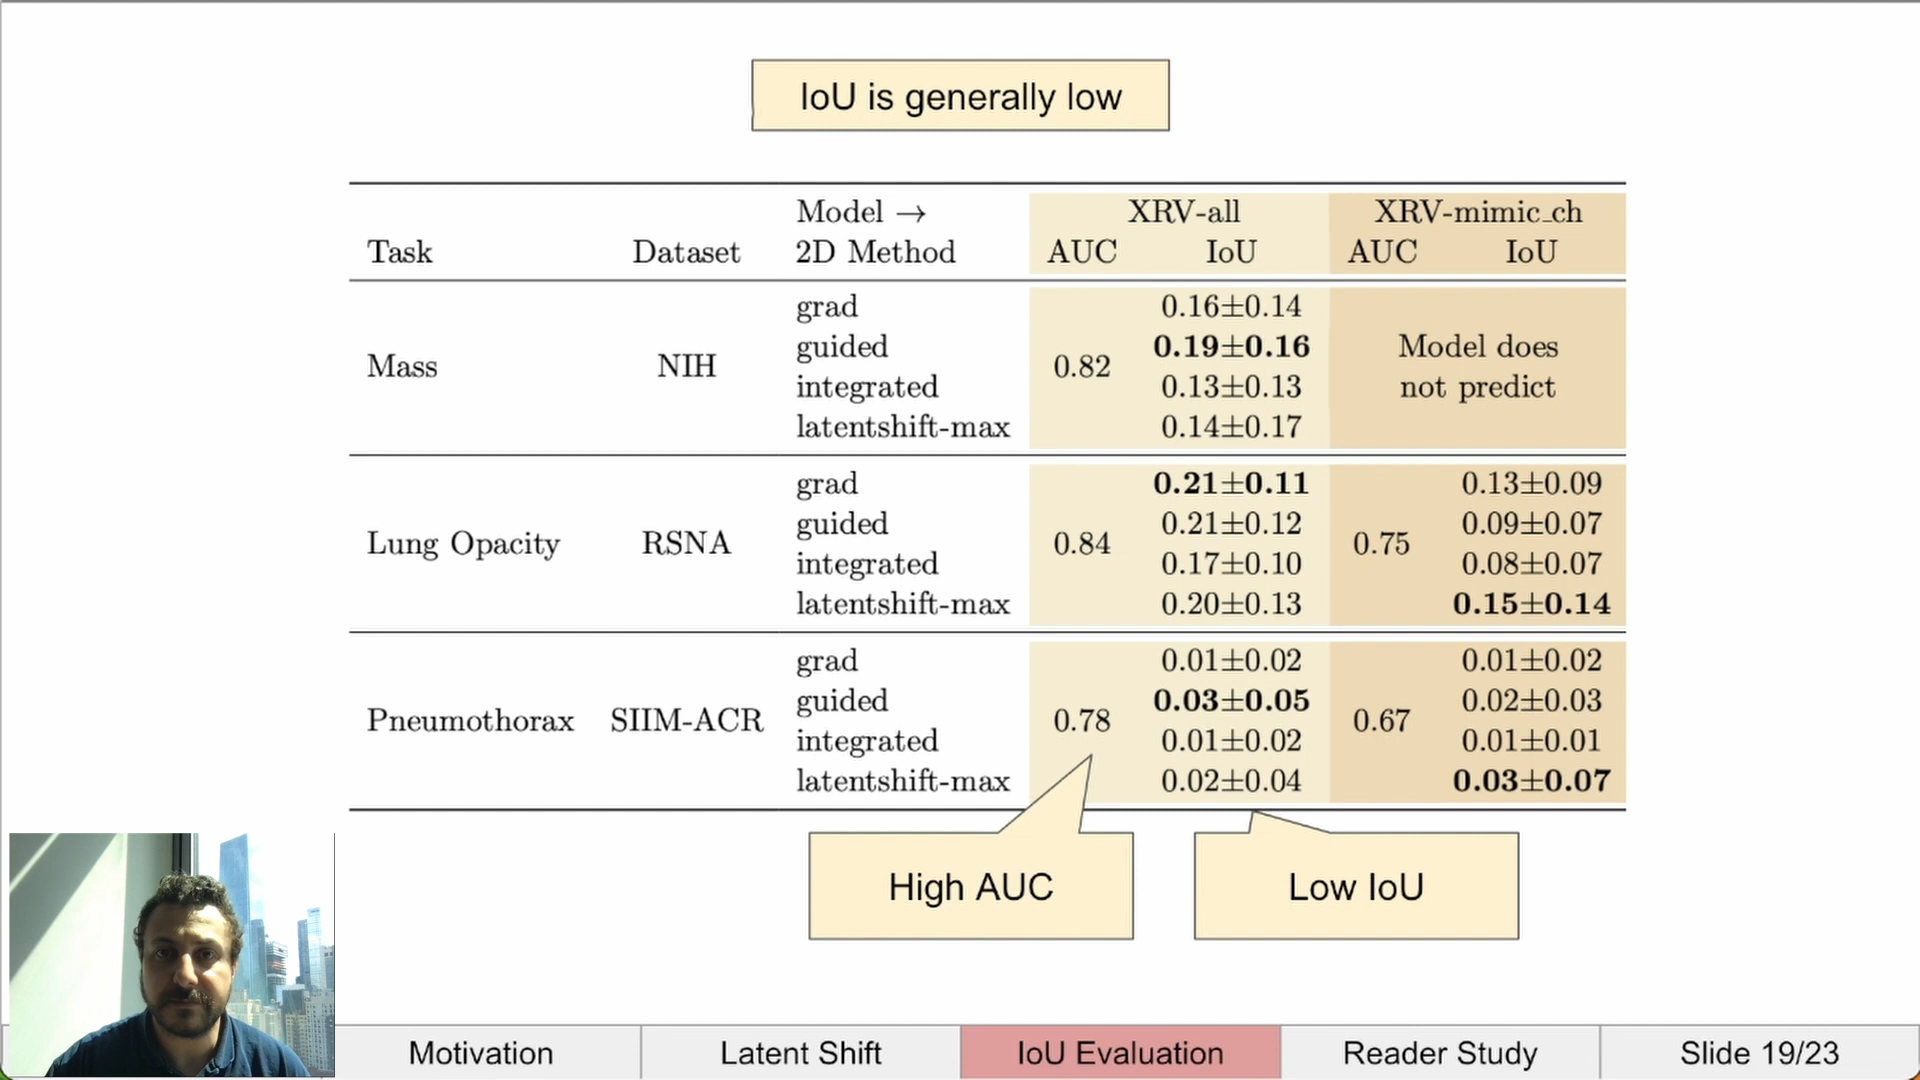 IoU is generally low
Model → XRV-all XRV-mimic_ch
Task Dataset 2D Method AUC IoU AUC IoU
grad 0.16±0.14
guided 0.19±0.16 Model does
Mass NIH 0.82
integrated 0.13±0.13 not predict
latentshift-max 0.14±0.17
grad 0.21±0.11 0.13±0.09
guided 0.21±0.12 0.09±0.07
Lung Opacity RSNA 0.84 0.75
integrated 0.17±0.10 0.08±0.07
latentshift-max 0.20±0.13 0.15±0.14
grad 0.01±0.02 0.01±0.02
guided 0.03±0.05 0.02±0.03
Pneumothorax SIIM-ACR 0.78 0.67
integrated 0.01±0.02 0.01±0.01
latentshift-max 0.02±0.04 0.03±0.07
High AUC Low IoU
Motivation Latent Shift IoU Evaluation Reader Study Slide 19/23